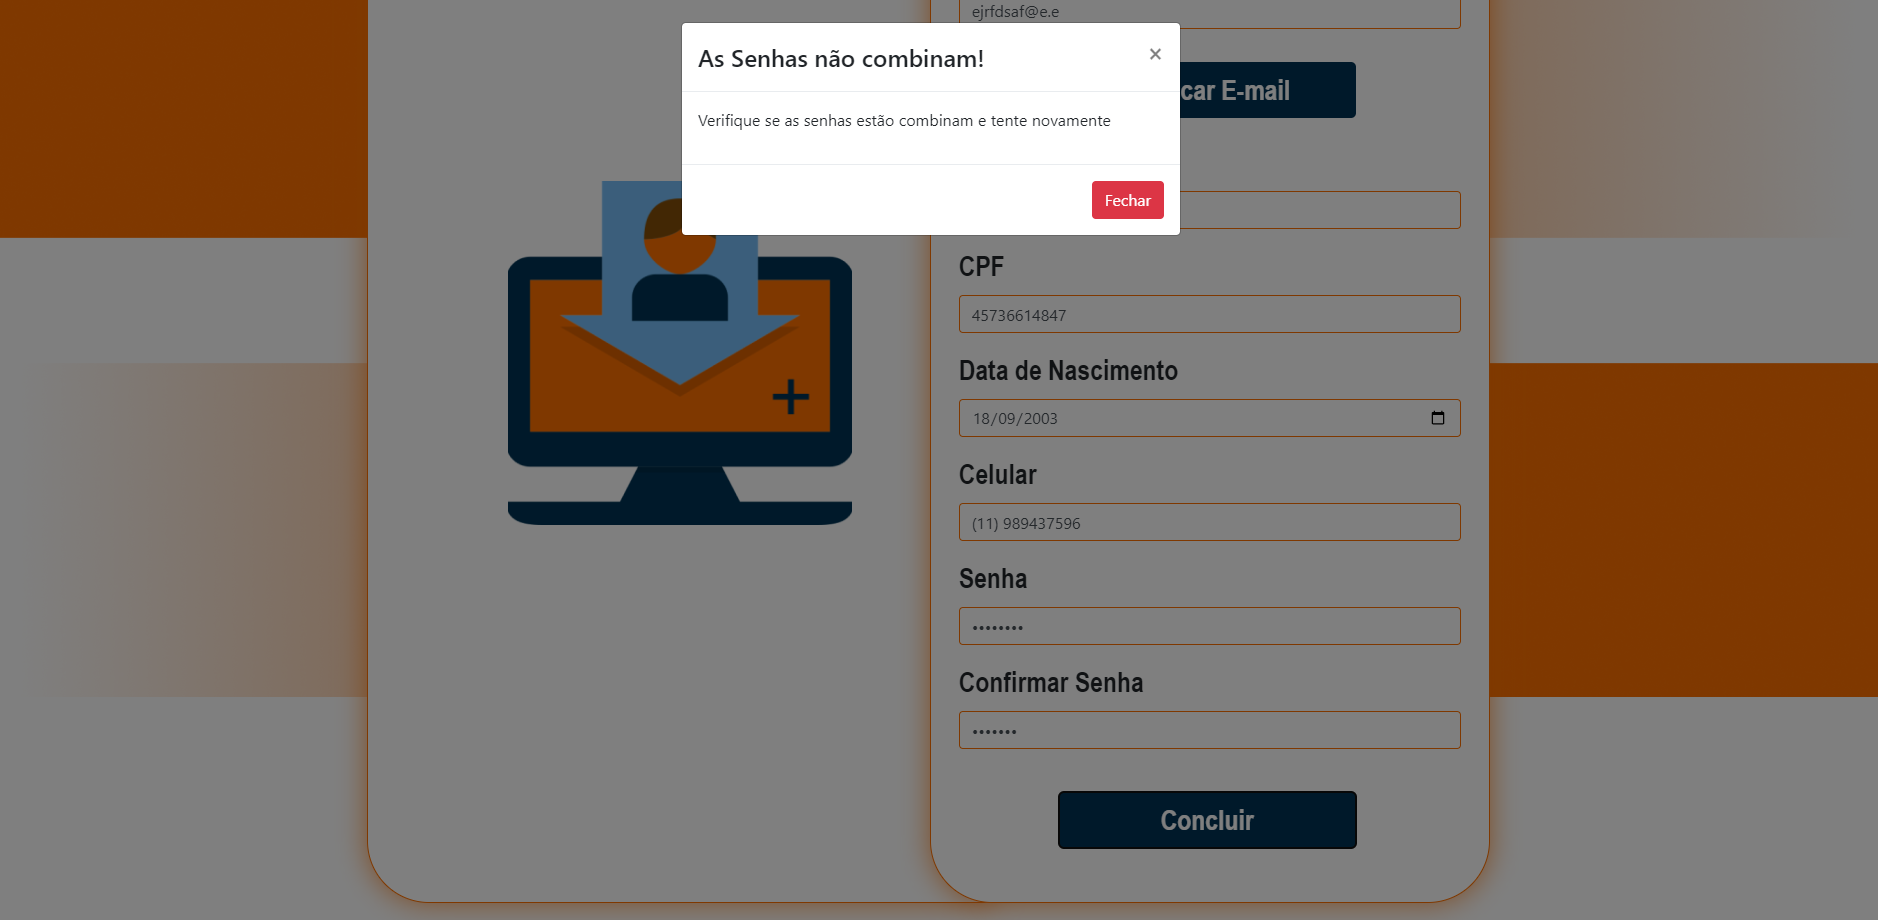 ejrfdsaf@e.e
As Senhas não combinam!
×
Verifique se as senhas estão combinam e tente novamente
Fechar
car E-mail
CPF
45736614847
Data de Nascimento
18/09/2003
Celular
(11) 989437596
Senha
••••••••
Confirmar Senha
•••••••
Concluir